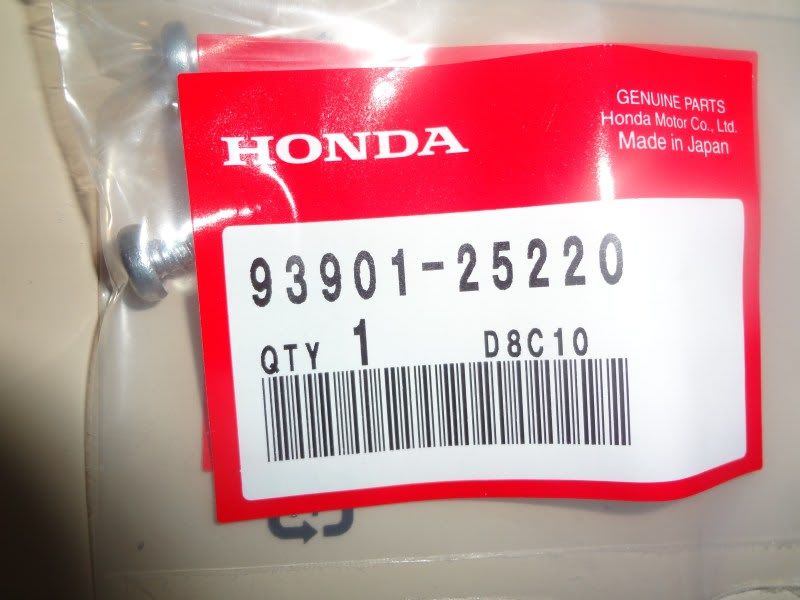 HONDA
GENUINE PARTS
Honda Motor Co., Ltd.
Made in Japan
93901-25220
QTY 1 D8C10